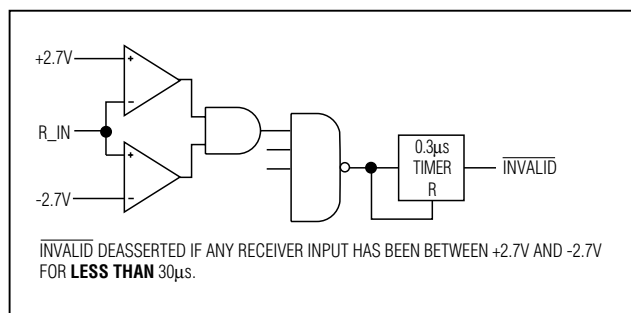 +2.7V
R_IN
-2.7V
+
-
+
-
0.3μs
TIMER
R
INVALID
INVALID DEASSERTED IF ANY RECEIVER INPUT HAS BEEN BETWEEN +2.7V AND -2.7V
FOR LESS THAN 30μs.